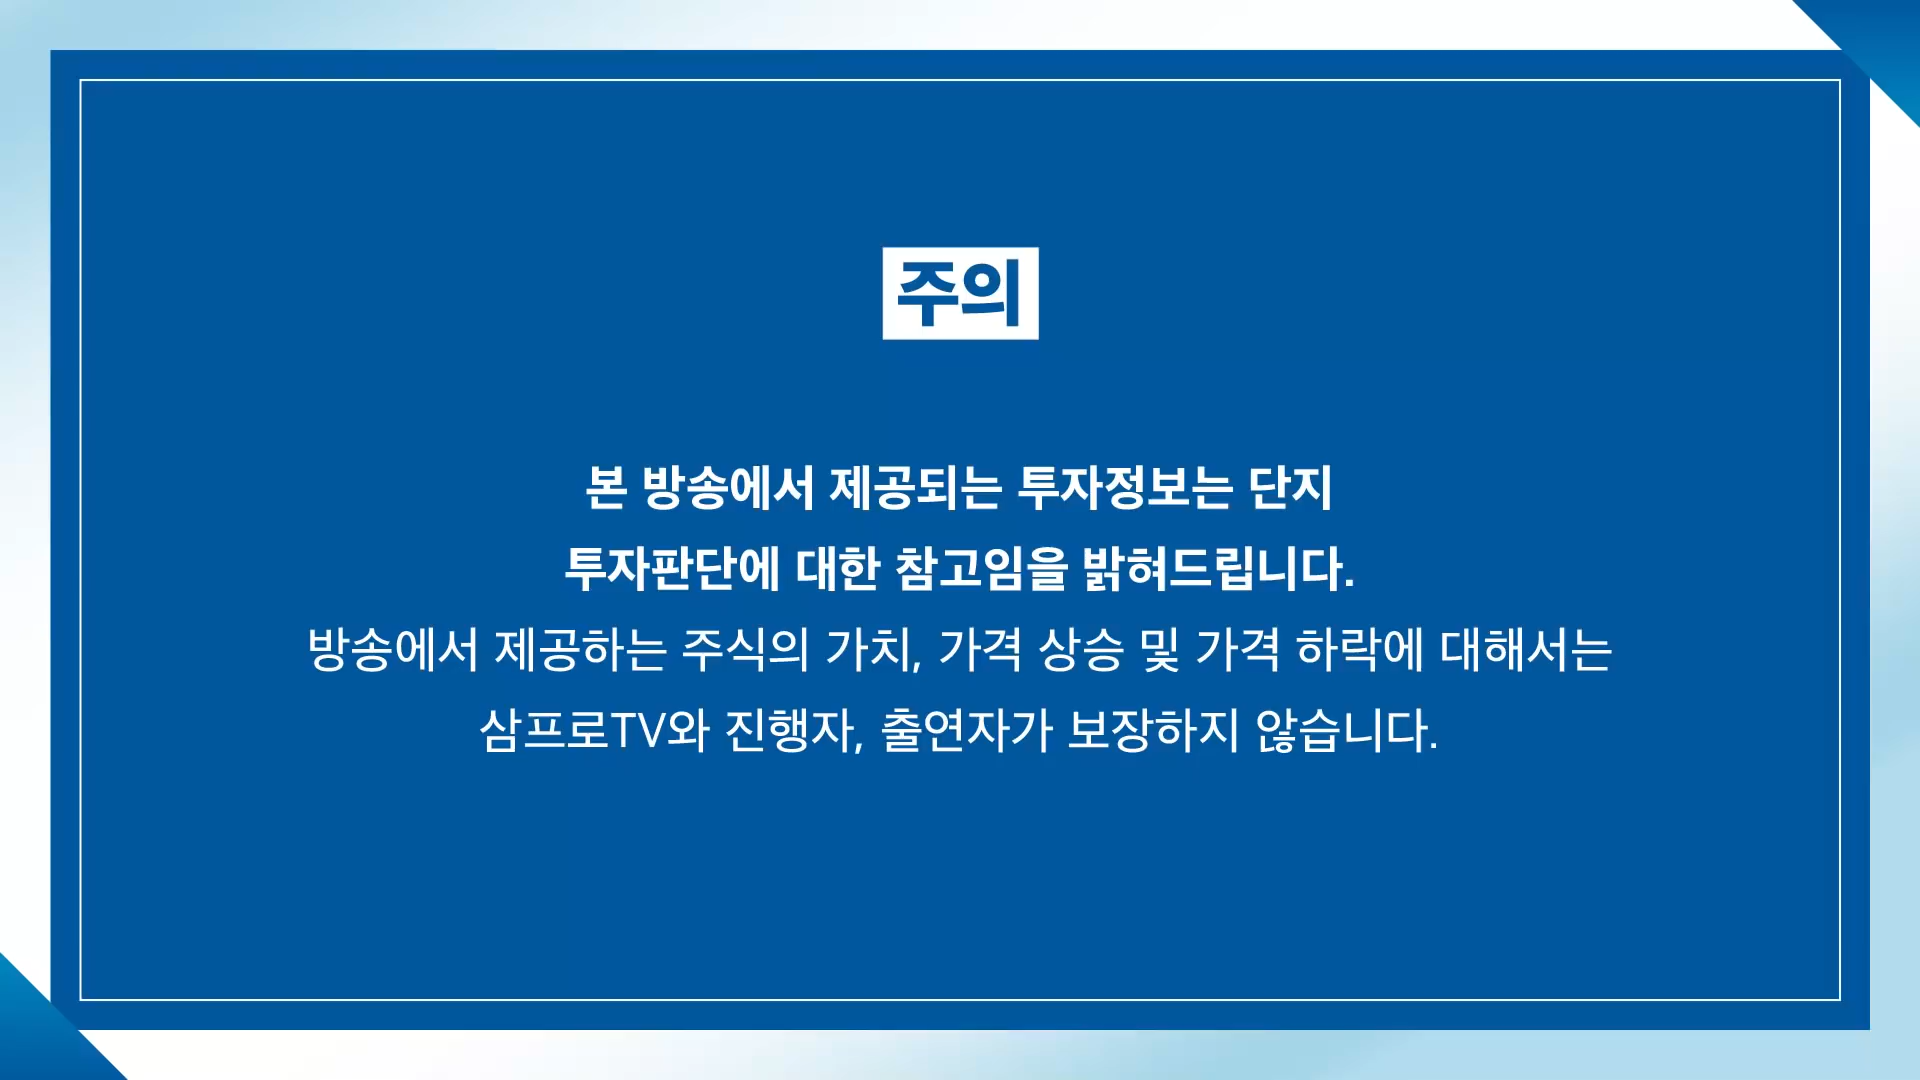 주의
본 방송에서 제공되는 투자정보는 단지
투자판단에 대한 참고임을 밝혀드립니다.
방송에서 제공하는 주식의 가치, 가격 상승 및 가격 하락에 대해서는
삼프로TV와 진행자, 출연자가 보장하지 않습니다.